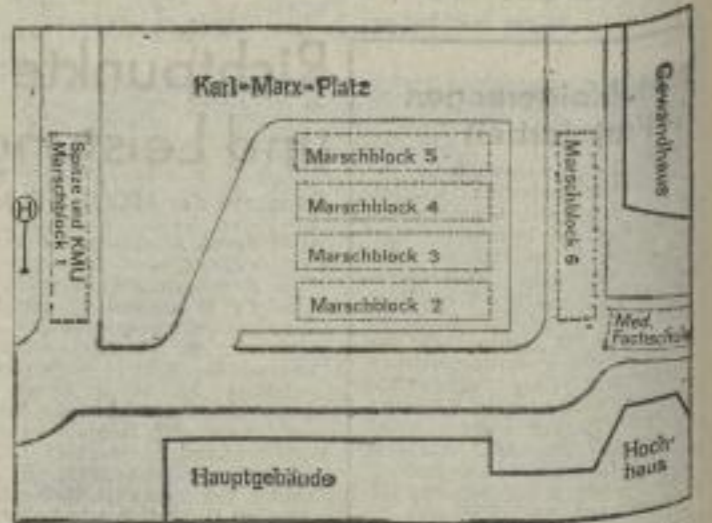 Karl-Marx-Platz
Gewandhaus
Spitze und KMU
Marschblock 1
H
Marschblock 5
Marschblock 4
Marschblock 3
Marschblock 2
Marschblock 6
Med.
Fachschule
Hauptgebäude
Hoch-
haus